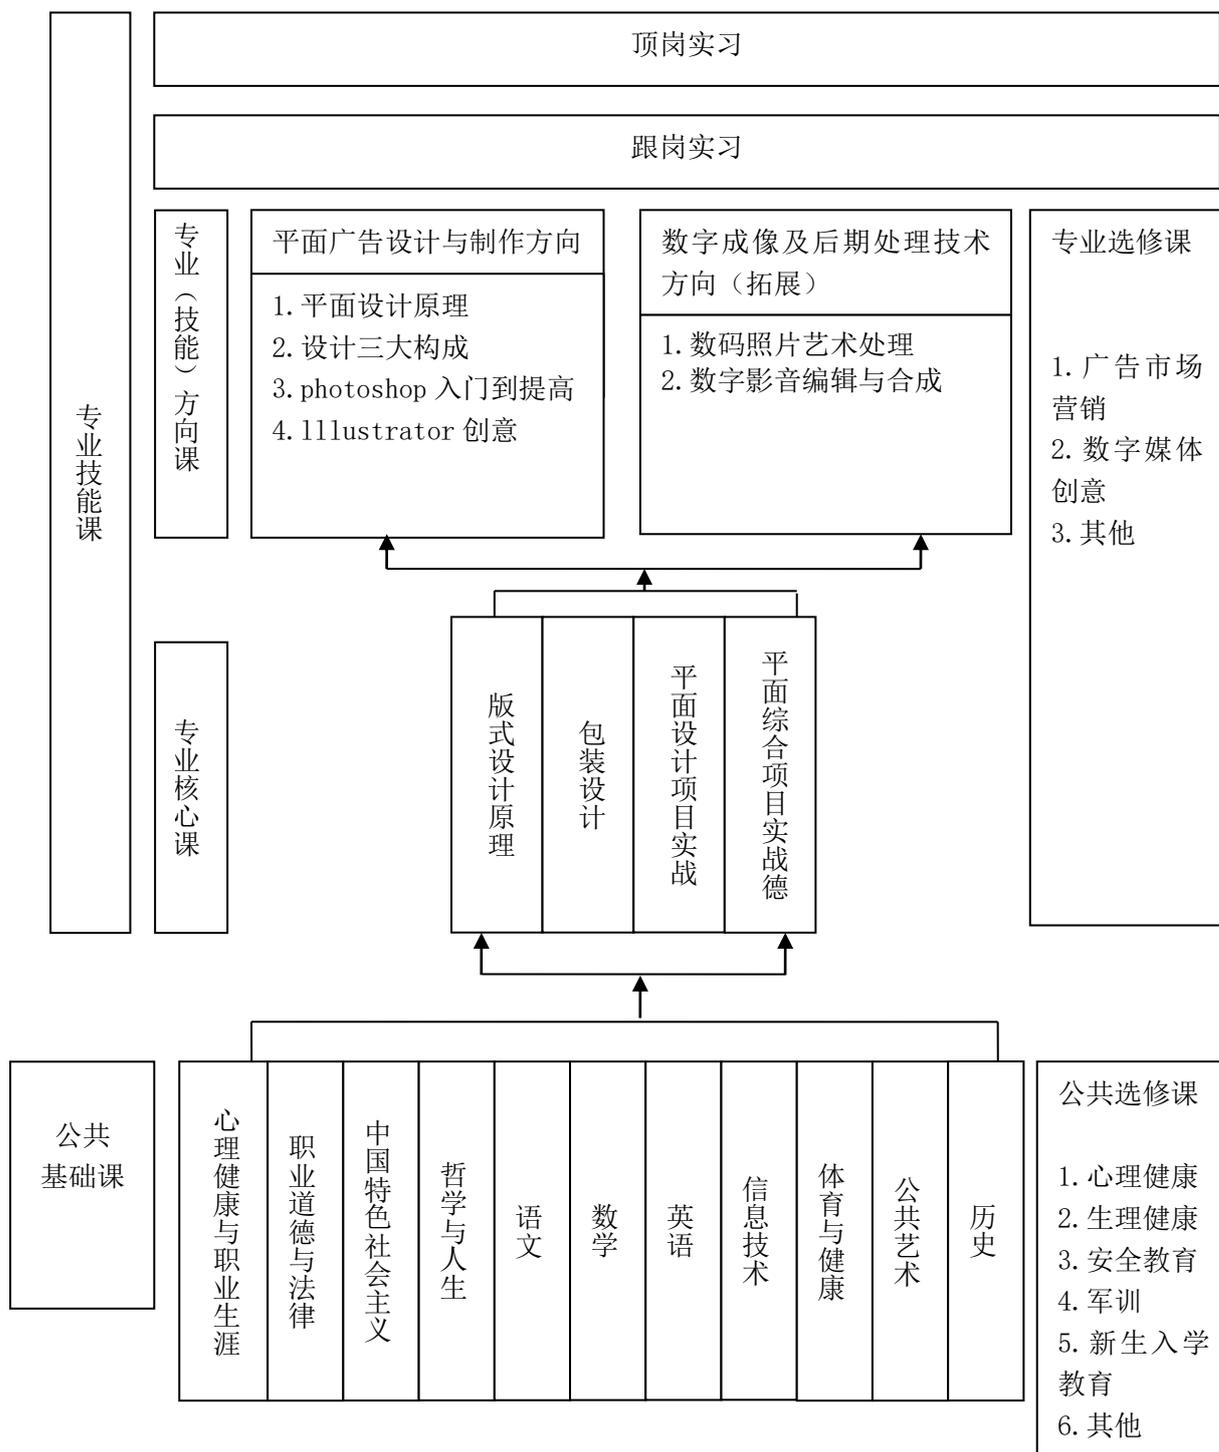 顶岗实习
跟岗实习
专业技能课
专业（技能）方向课
平面广告设计与制作方向
1.平面设计原理
2.设计三大构成
3.photoshop 入门到提高
4.lllustrator 创意
数字成像及后期处理技术
方向（拓展）
1.数码照片艺术处理
2.数字影音编辑与合成
专业选修课
1.广告市场
营销
2.数字媒体
创意
3.其他
专业核心课
版式设计原理
包装设计
平面设计项目实战
平面综合项目实战德
公共
基础课
心理健康与职业生涯
职业道德与法律
中国特色社会主义
哲学与人生
语文
数学
英语
信息技术
体育与健康
公共艺术
历史
公共选修课
1.心理健康
2.生理健康
3.安全教育
4.军训
5.新生入学
教育
6.其他